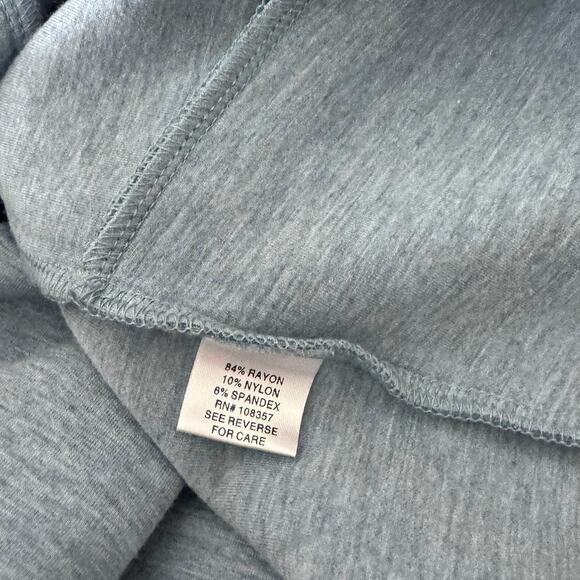 84% RAYON
10% NYLON
6% SPANDEX
RN# 108357
SEE REVERSE
FOR CARE